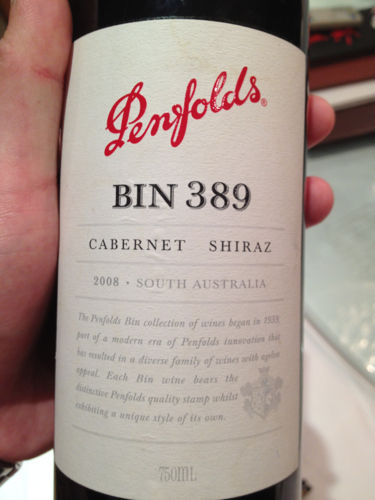 Penfolds®
BIN 389
CABERNET SHIRAZ
2008 • SOUTH AUSTRALIA
The Penfolds Bin collection of wines began in 1959,
part of a modern era of Penfolds innovation that
has resulted in a diverse family of wines with ageless
appeal. Each Bin wine bears the
distinctive Penfolds quality stamp whilst
exhibiting a unique style of its own.
750ML